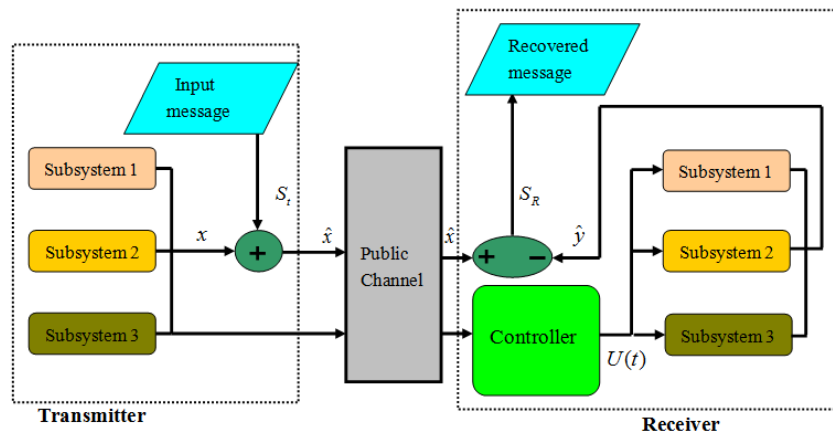 Input
message
Subsystem 1
Subsystem 2
Subsystem 3
x
S_t
+
x̂
Transmitter
Public
Channel
Recovered
message
S_R
x̂
+
−
ŷ
Controller
U(t)
Subsystem 1
Subsystem 2
Subsystem 3
Receiver